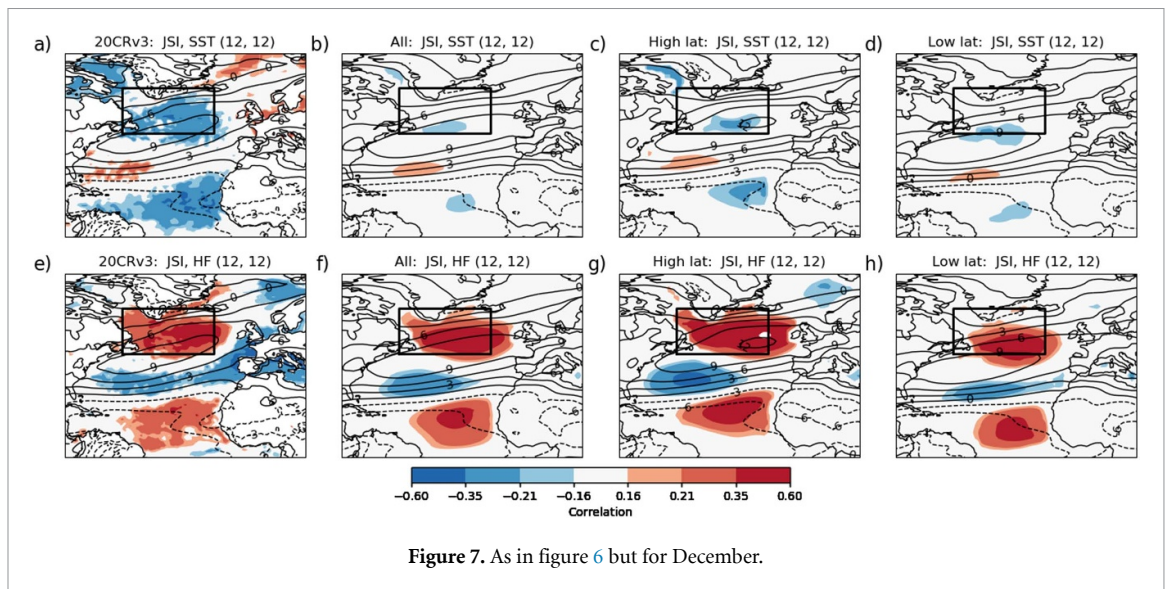 a) 20CRv3: JSI, SST (12, 12)
b) All: JSI, SST (12, 12)
c) High lat: JSI, SST (12, 12)
d) Low lat: JSI, SST (12, 12)
e) 20CRv3: JSI, HF (12, 12)
f) All: JSI, HF (12, 12)
g) High lat: JSI, HF (12, 12)
h) Low lat: JSI, HF (12, 12)
−0.60 −0.35 −0.21 −0.16 0.16 0.21 0.35 0.60
Correlation
Figure 7. As in figure 6 but for December.